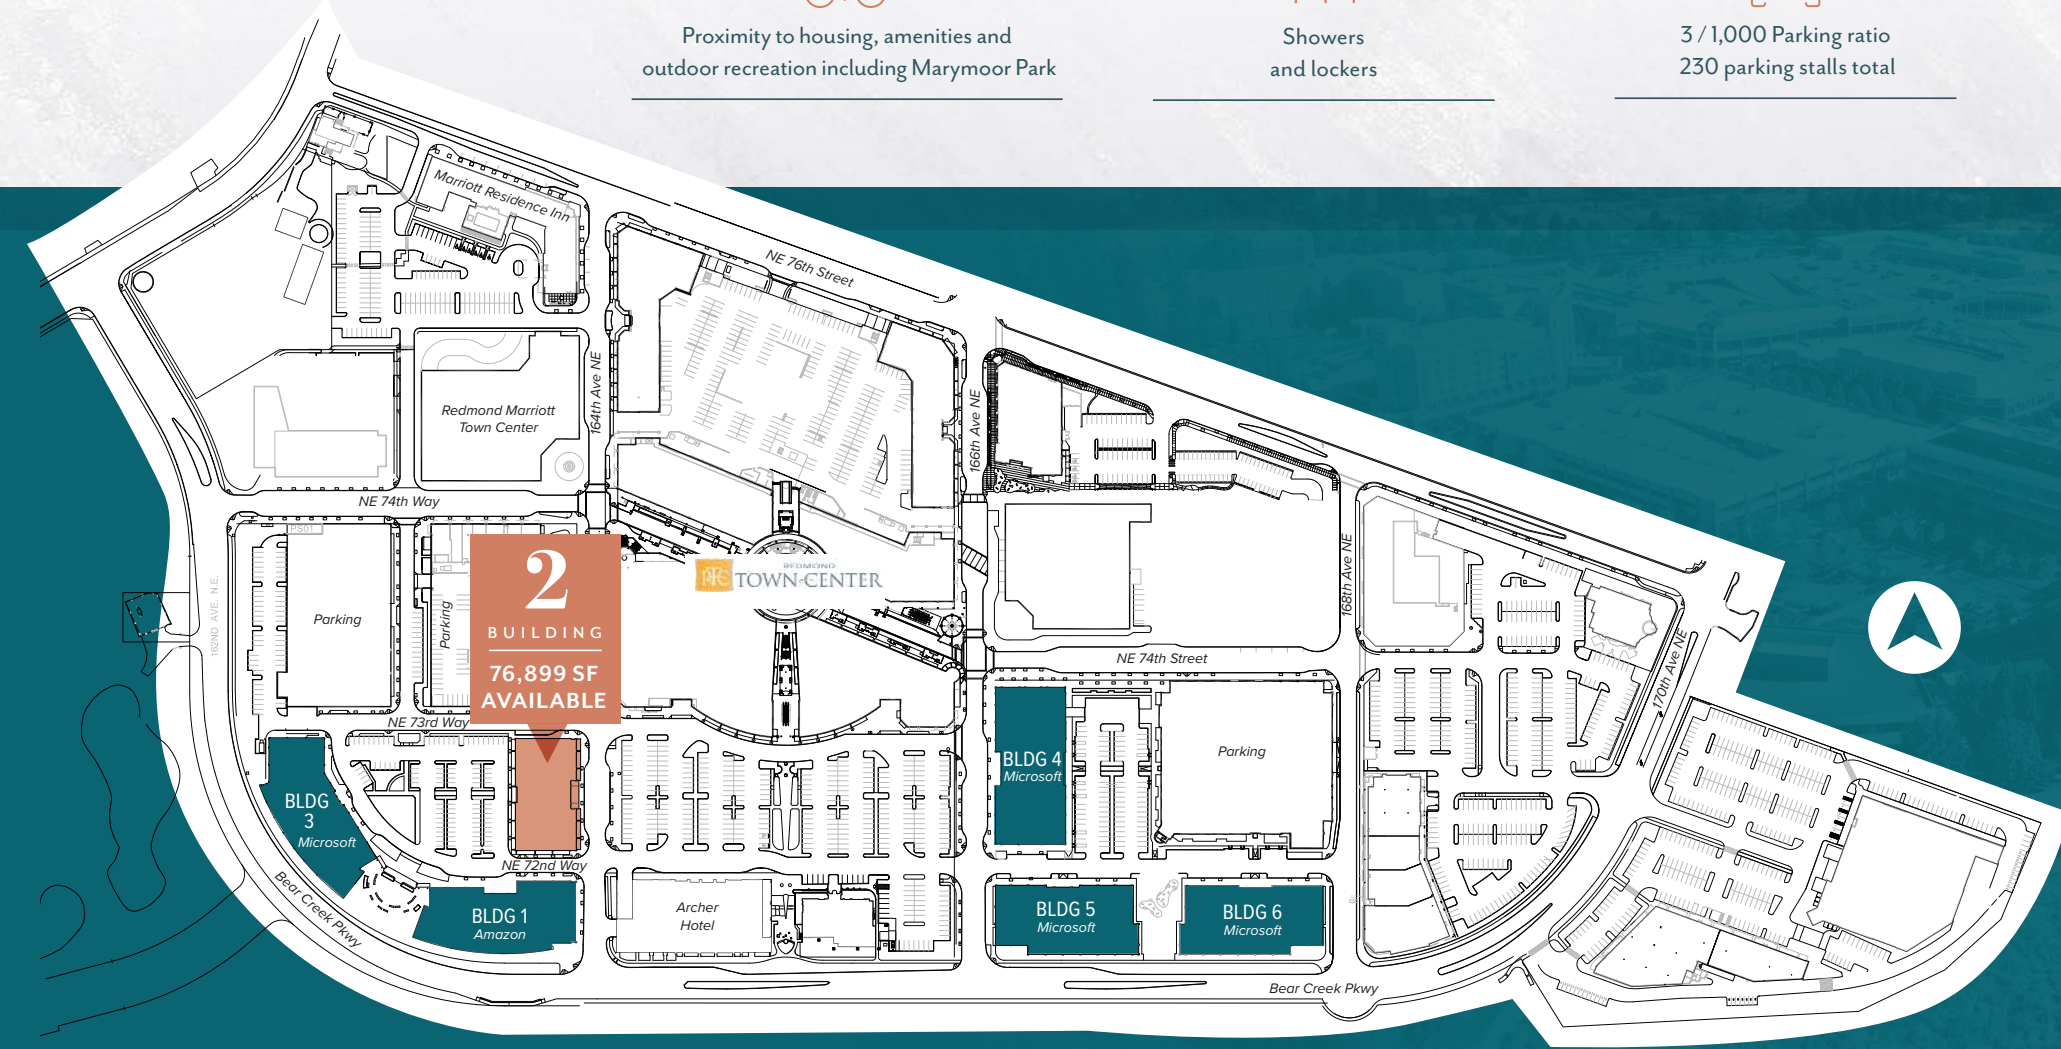 Proximity to housing, amenities and
outdoor recreation including Marymoor Park
Showers
and lockers
3 / 1,000 Parking ratio
230 parking stalls total
Marriott Residence Inn
NE 76th Street
164th Ave NE
Redmond Marriott
Town Center
166th Ave NE
NE 74th Way
PS01
168th Ave NE
162ND AVE. N.E.
Parking
Parking
2
BUILDING
76,899 SF
AVAILABLE
RTC
REDMOND
TOWN CENTER
NE 74th Street
170th Ave NE
NE 73rd Way
BLDG
3
Microsoft
BLDG 4
Microsoft
Parking
NE 72nd Way
Bear Creek Pkwy
BLDG 1
Amazon
Archer
Hotel
BLDG 5
Microsoft
BLDG 6
Microsoft
Bear Creek Pkwy